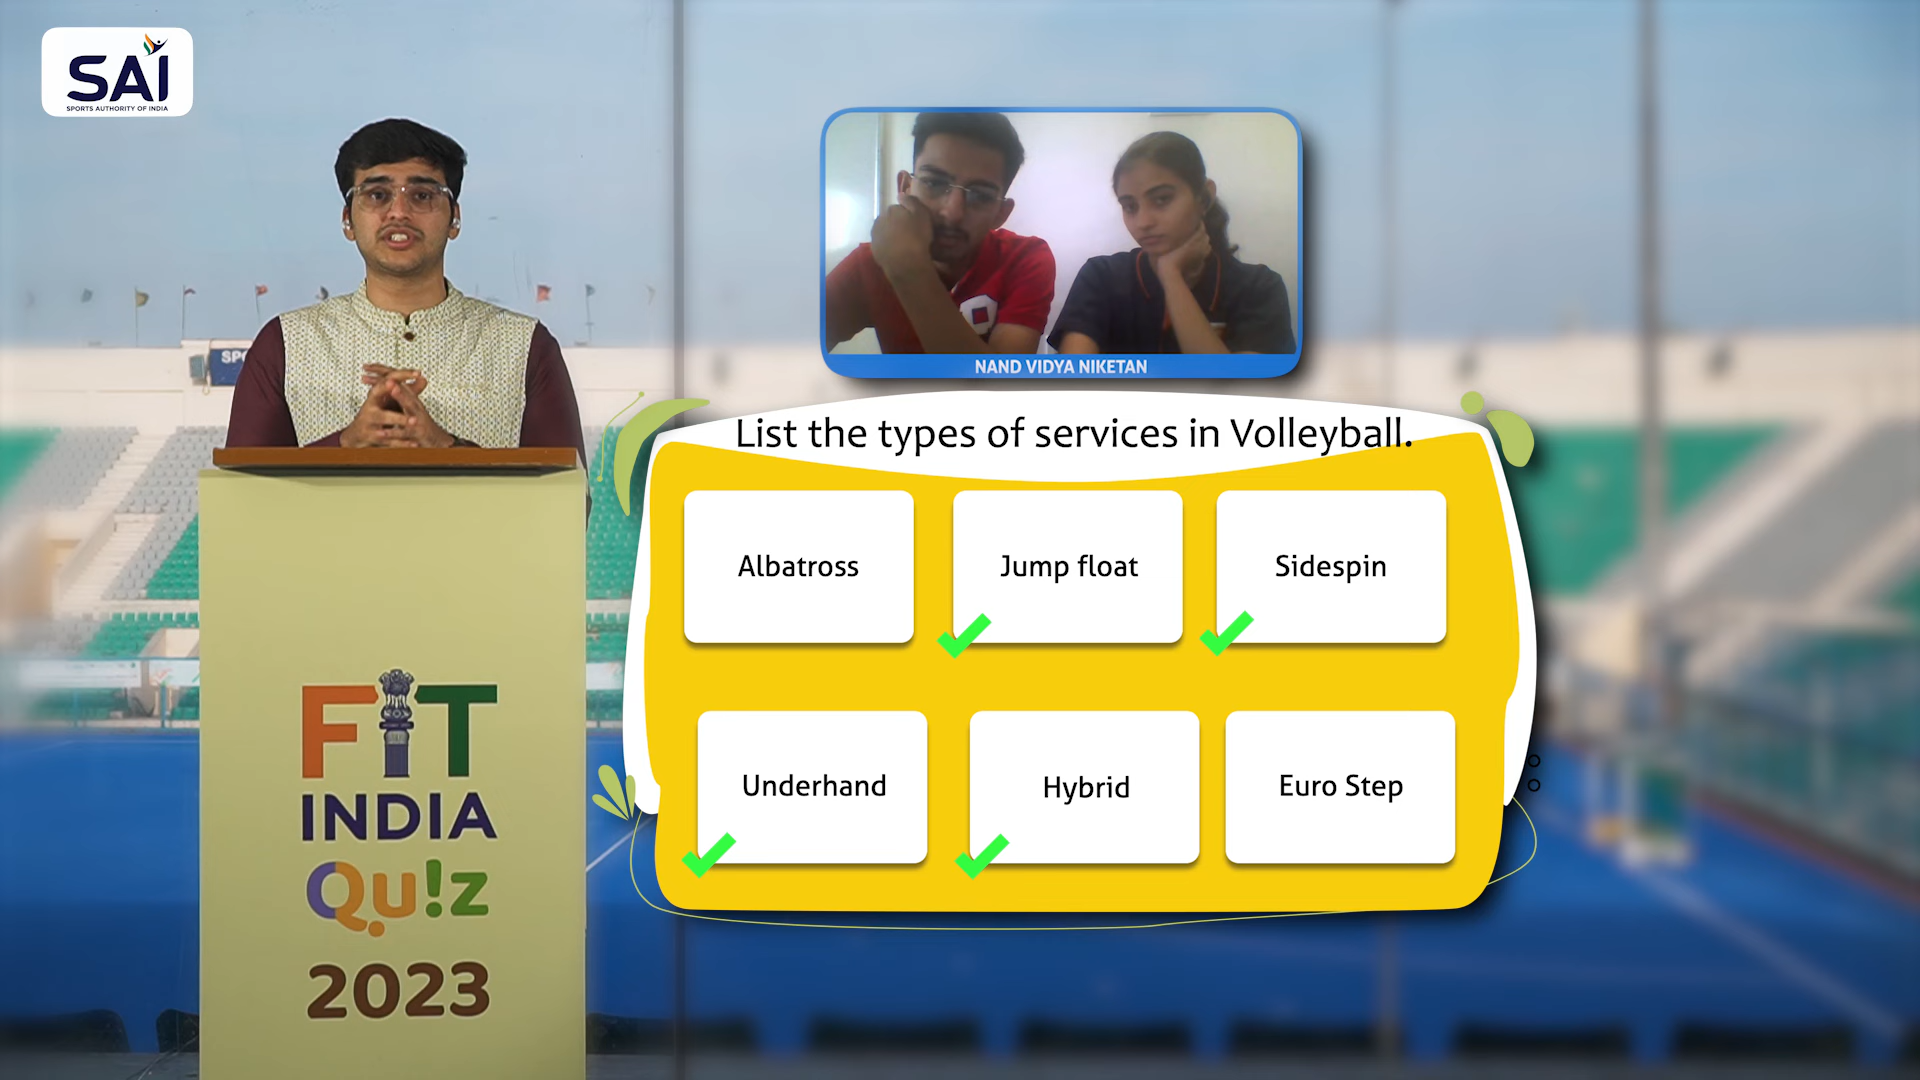 SAI
SPORTS AUTHORITY OF INDIA
SPO
NAND VIDYA NIKETAN
List the types of services in Volleyball.
Albatross
Jump float
Sidespin
Underhand
Hybrid
Euro Step
FIT
INDIA
Qu!z
2023